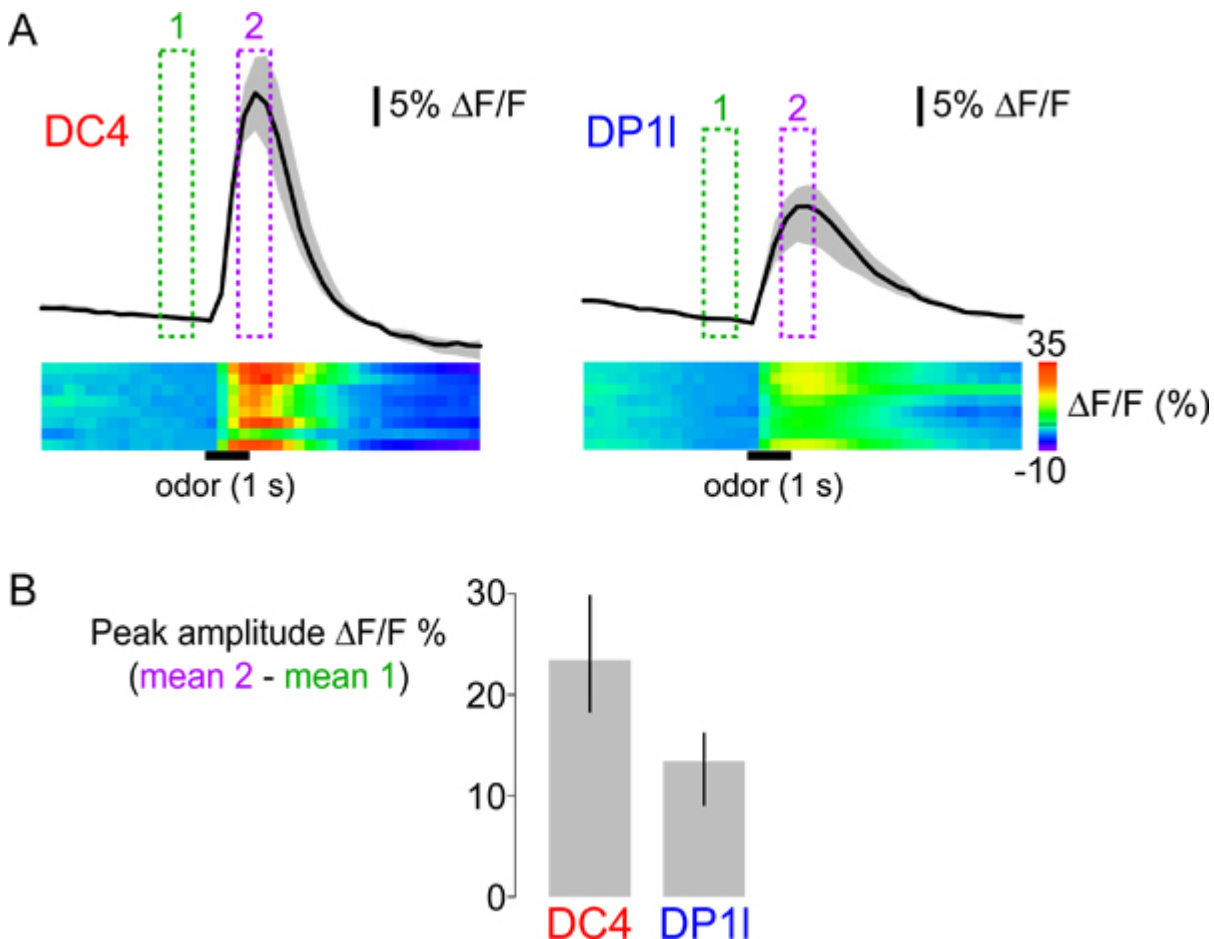 A
1
2
5% ΔF/F
DC4
1
2
5% ΔF/F
DP1l
35
ΔF/F (%)
-10
odor (1 s)
odor (1 s)
B
Peak amplitude ΔF/F %
(mean 2 - mean 1)
30
20
10
0
DC4
DP1l